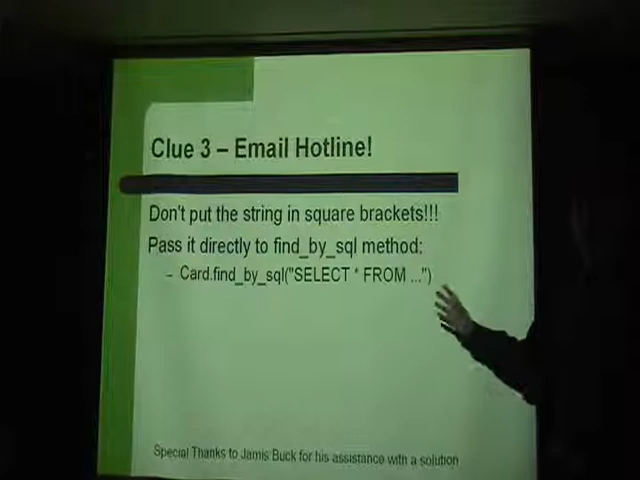 Clue 3 – Email Hotline!
Don't put the string in square brackets!!!
Pass it directly to find_by_sql method:
– Card.find_by_sql("SELECT * FROM ...")
Special Thanks to Jamis Buck for his assistance with a solution